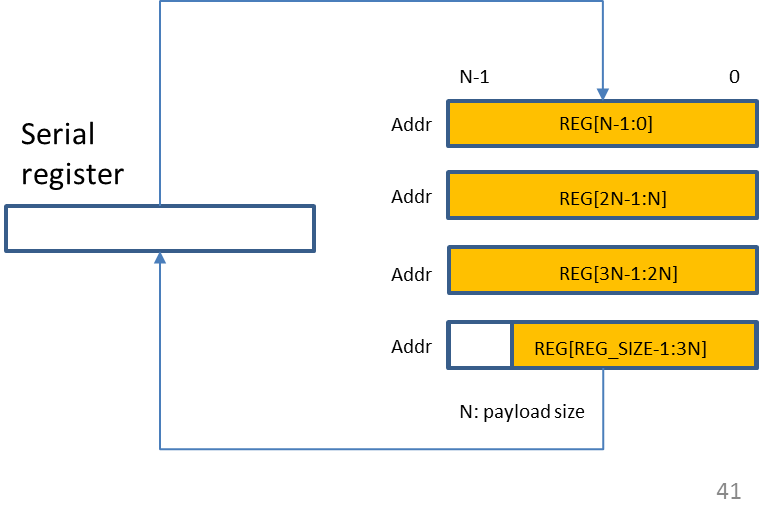 N-1 0
Serial
register
Addr REG[N-1:0]
Addr REG[2N-1:N]
Addr REG[3N-1:2N]
Addr REG[REG_SIZE-1:3N]
N: payload size
41